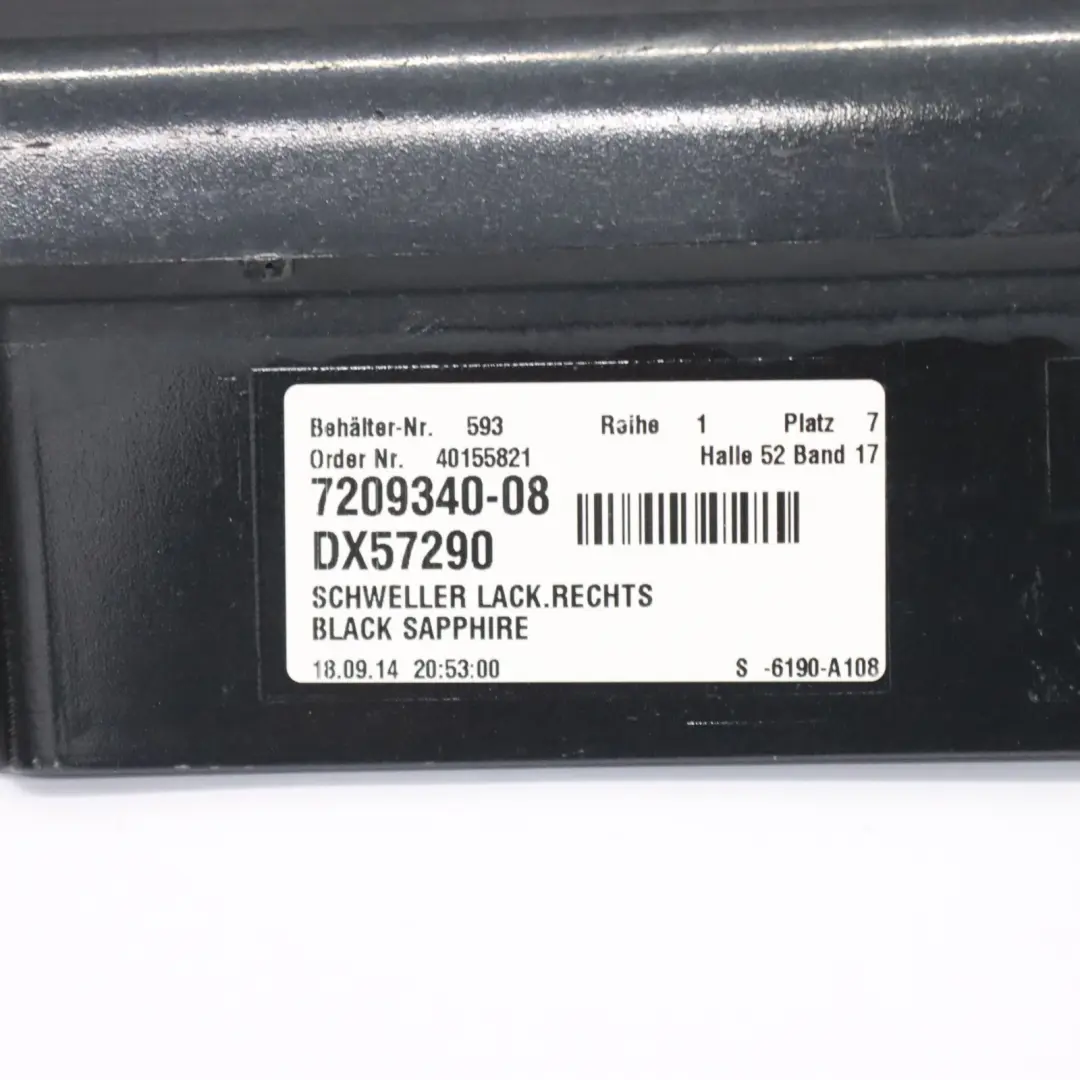 Behälter-Nr. 593 Reihe 1 Platz 7
Order Nr. 40155821 Halle 52 Band 17
7209340-08
DX57290
SCHWELLER LACK.RECHTS
BLACK SAPPHIRE
18.09.14 20:53:00 S -6190-A108